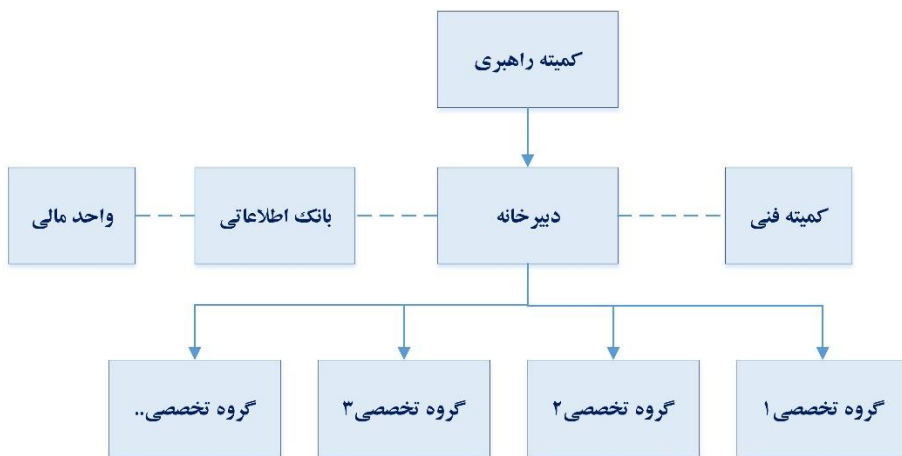 کمیته راهبری
کمیته فنی
دبیرخانه
بانک اطلاعاتی
واحد مالی
گروه تخصصی۱
گروه تخصصی۲
گروه تخصصی۳
گروه تخصصی..